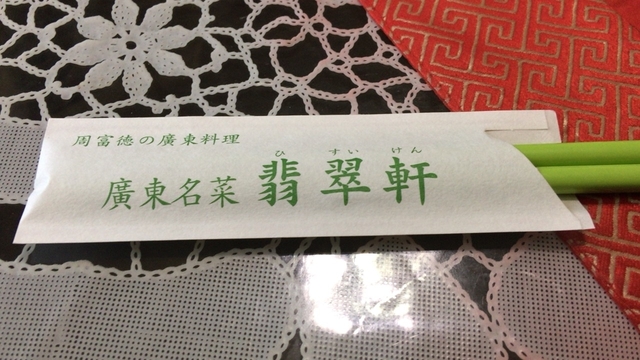 周富徳の廣東料理
ひすいけん
廣東名菜 翡翠軒